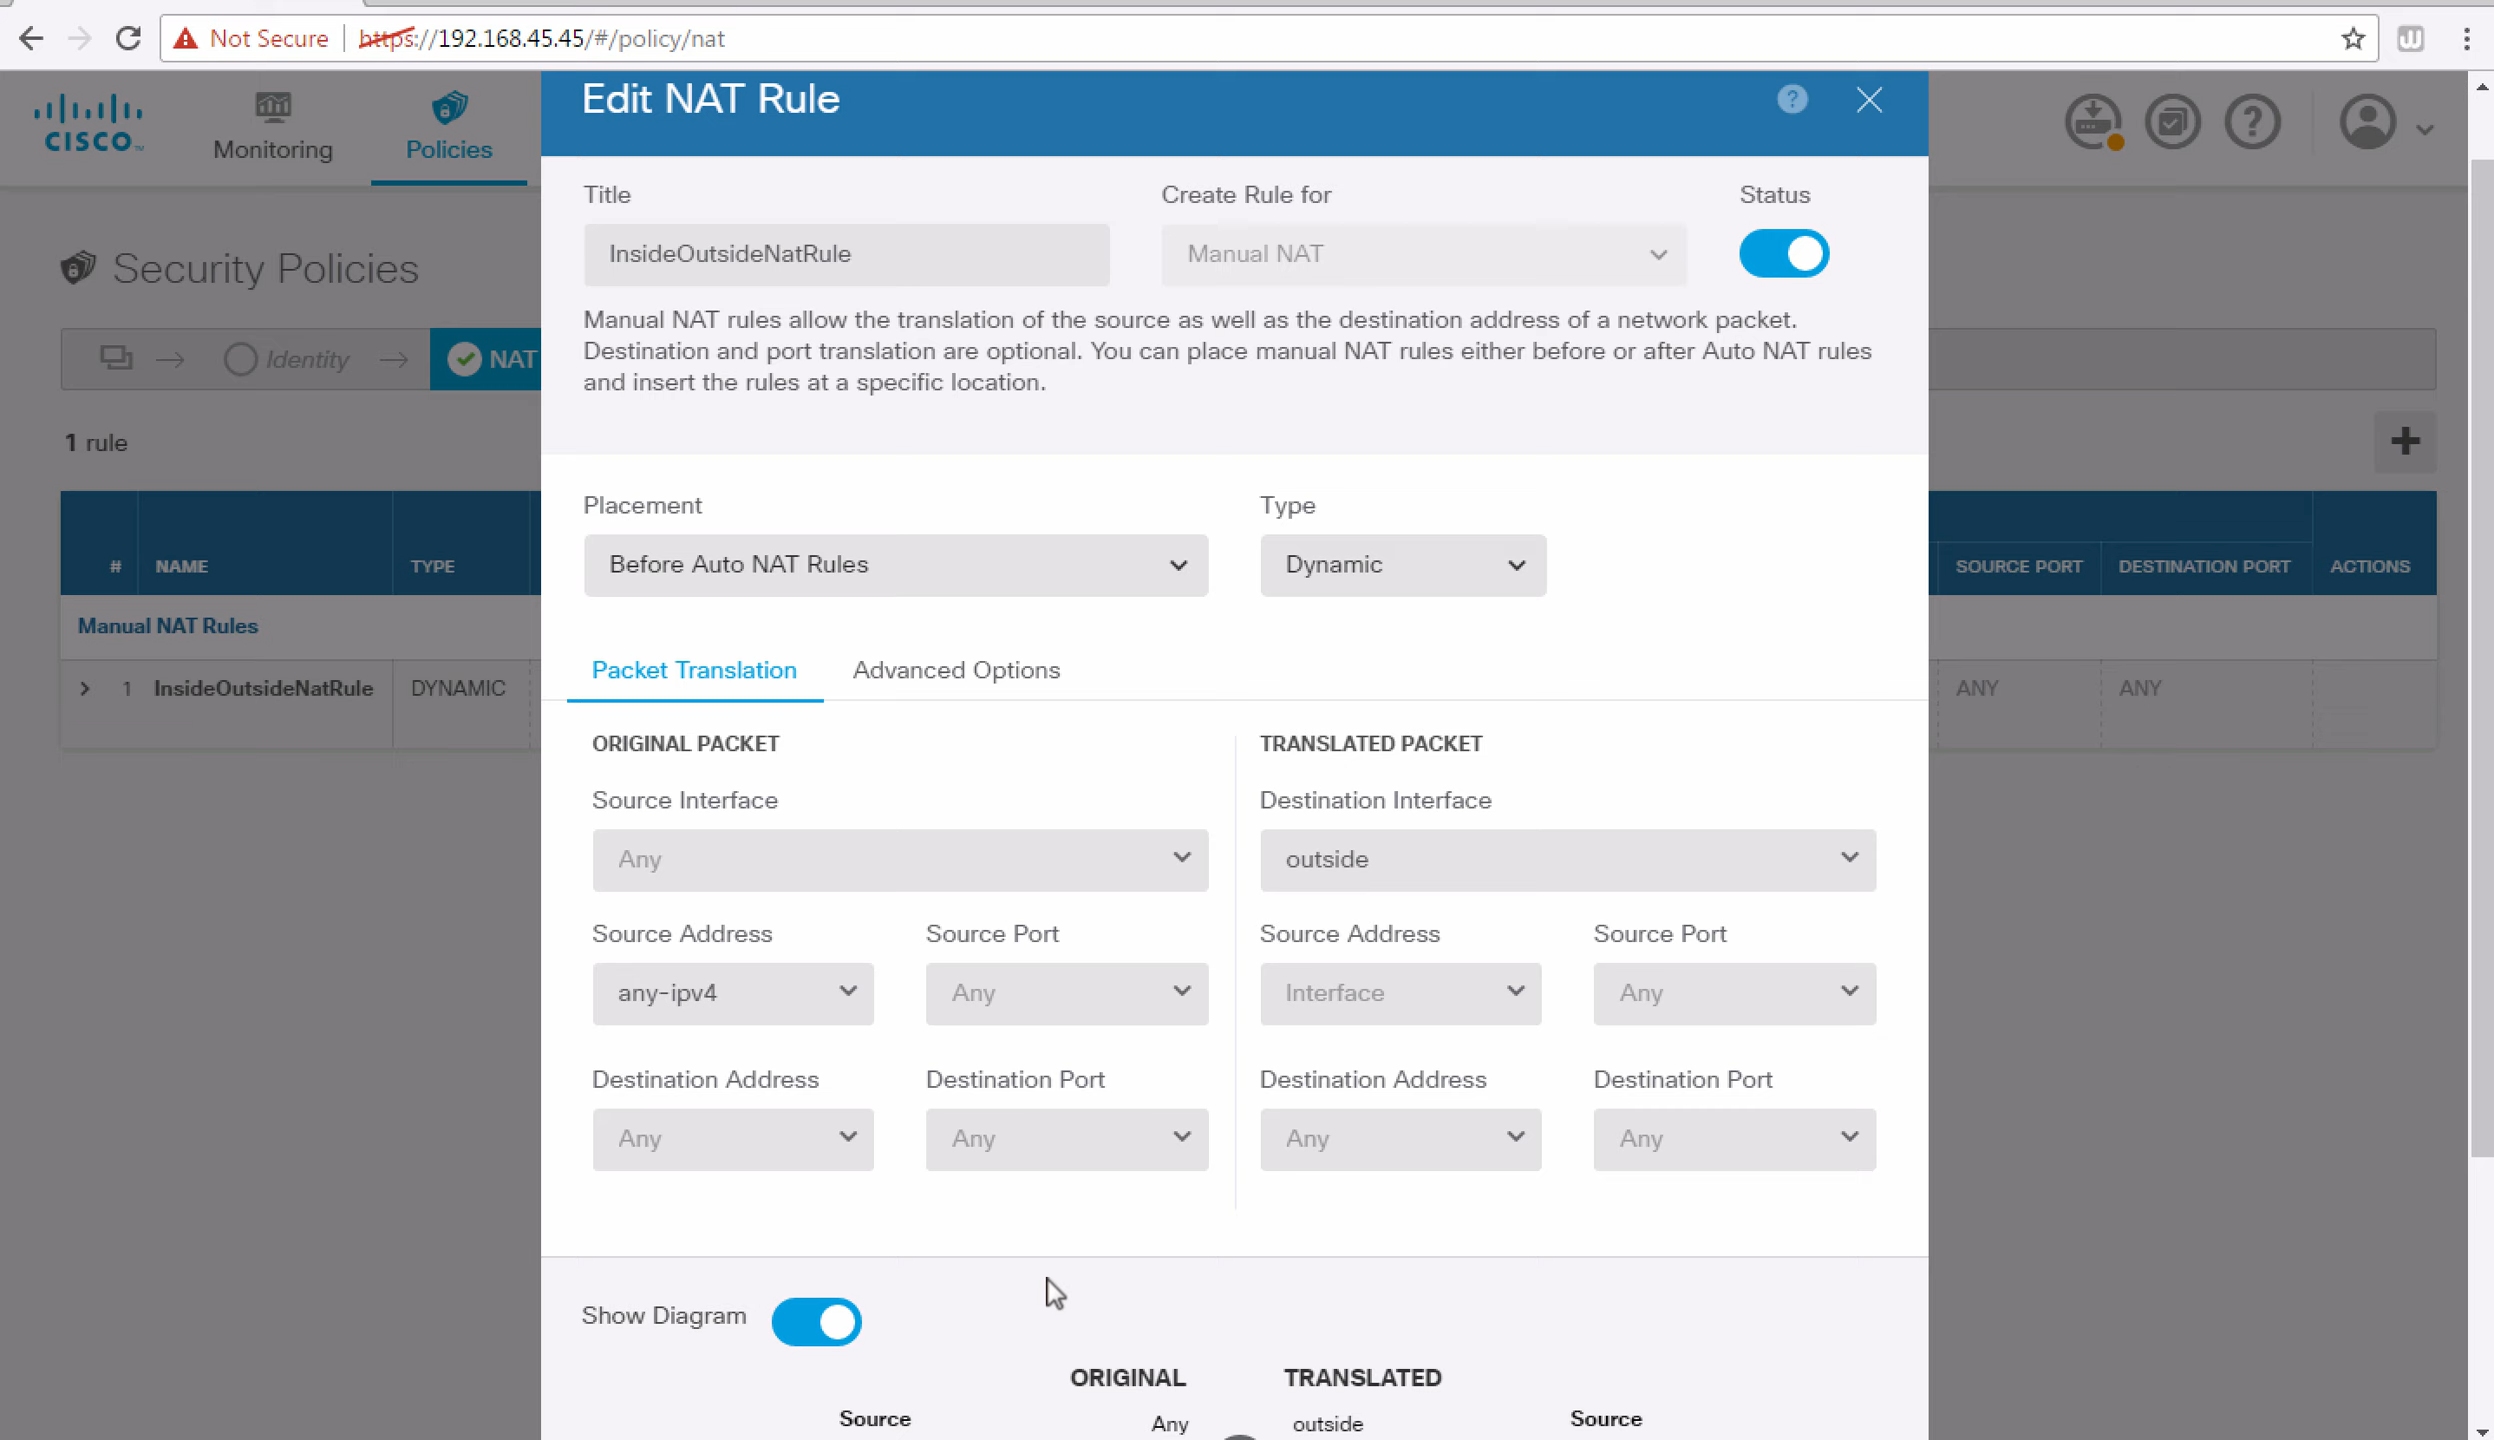 Not Secure
https://192.168.45.45/#/policy/nat
CISCO
Monitoring
Policies
Edit NAT Rule
?
?
Title
Create Rule for
Status
InsideOutsideNatRule
Manual NAT
Security Policies
Manual NAT rules allow the translation of the source as well as the destination address of a network packet.
Destination and port translation are optional. You can place manual NAT rules either before or after Auto NAT rules
and insert the rules at a specific location.
Identity
NAT
1 rule
Placement
Type
Before Auto NAT Rules
Dynamic
#
NAME
TYPE
SOURCE PORT
DESTINATION PORT
ACTIONS
Manual NAT Rules
1
InsideOutsideNatRule
DYNAMIC
ANY
ANY
Packet Translation
Advanced Options
ORIGINAL PACKET
TRANSLATED PACKET
Source Interface
Destination Interface
Any
outside
Source Address
Source Port
Source Address
Source Port
any-ipv4
Any
Interface
Any
Destination Address
Destination Port
Destination Address
Destination Port
Any
Any
Any
Any
Show Diagram
ORIGINAL
TRANSLATED
Source
Any
outside
Source